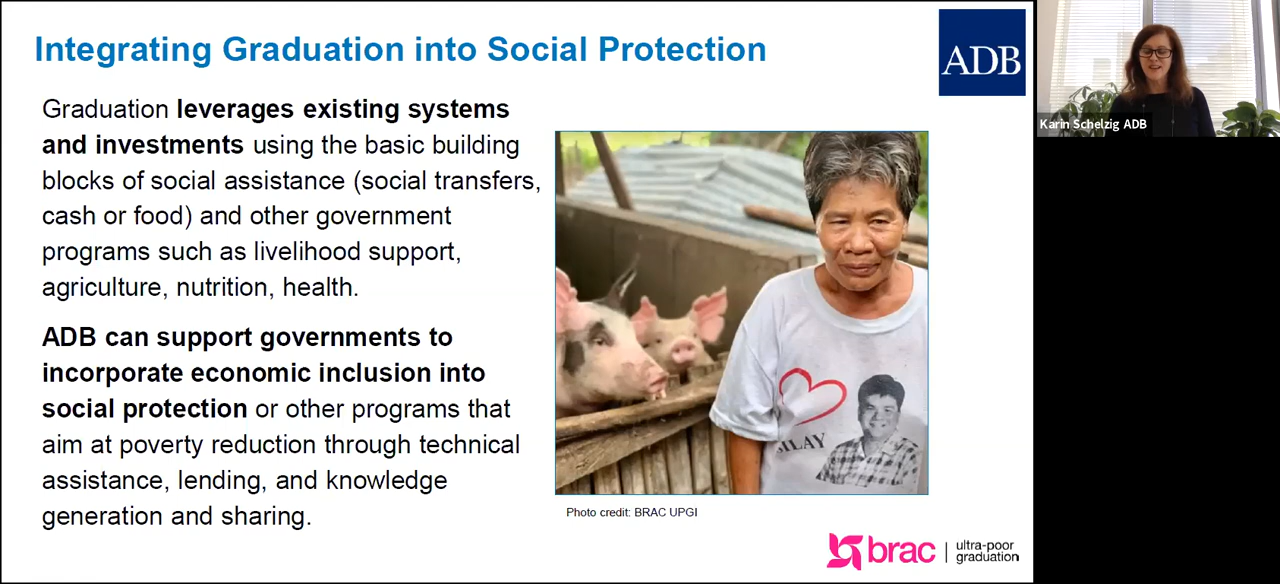 Integrating Graduation into Social Protection
ADB
Graduation leverages existing systems
and investments using the basic building
blocks of social assistance (social transfers,
cash or food) and other government
programs such as livelihood support,
agriculture, nutrition, health.
ADB can support governments to
incorporate economic inclusion into
social protection or other programs that
aim at poverty reduction through technical
assistance, lending, and knowledge
generation and sharing.
ILAY
Photo credit: BRAC UPGI
brac
ultra-poor
graduation
Karin Schelzig ADB